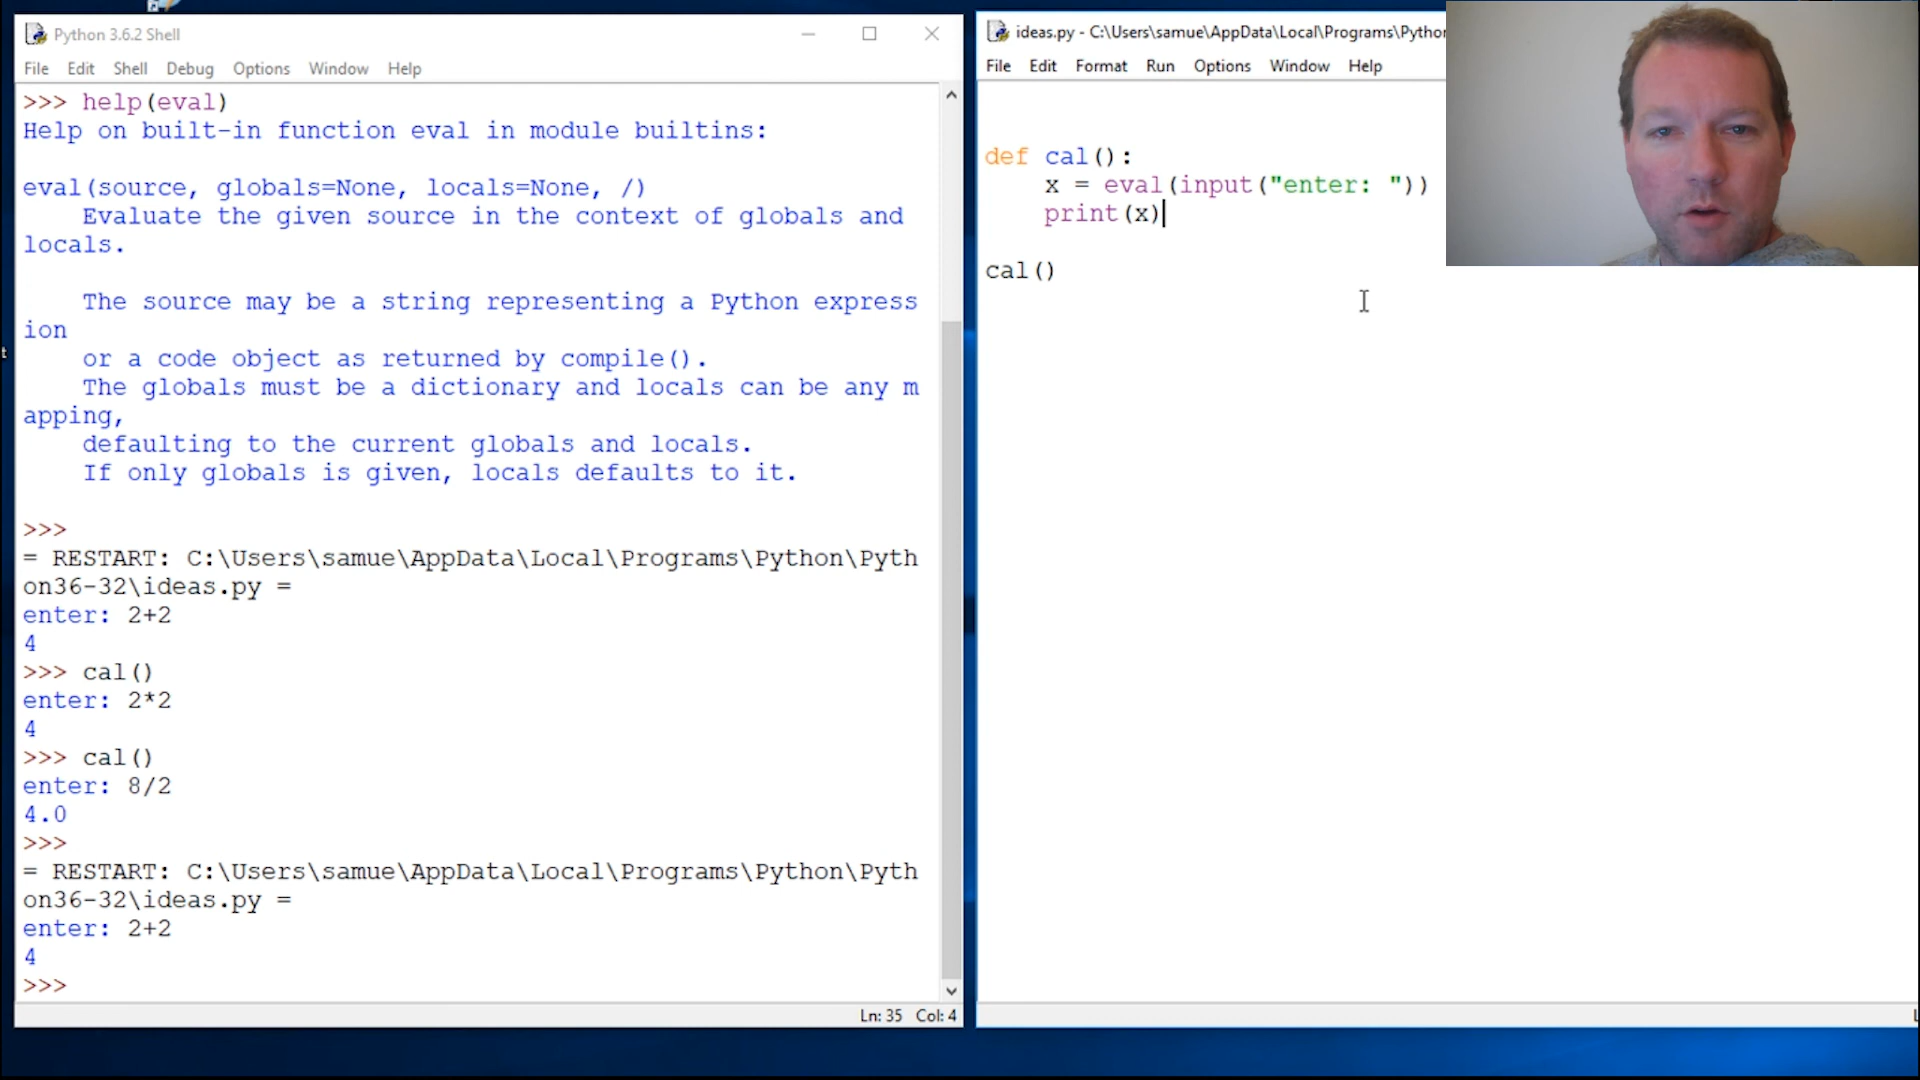 Python 3.6.2 Shell
File Edit Shell Debug Options Window Help
>>> help(eval)
Help on built-in function eval in module builtins:
eval(source, globals=None, locals=None, /)
    Evaluate the given source in the context of globals and
locals.
    The source may be a string representing a Python express
ion
    or a code object as returned by compile().
    The globals must be a dictionary and locals can be any m
apping,
    defaulting to the current globals and locals.
    If only globals is given, locals defaults to it.
>>>
= RESTART: C:\Users\samue\AppData\Local\Programs\Python\Pyth
on36-32\ideas.py =
enter: 2+2
4
>>> cal()
enter: 2*2
4
>>> cal()
enter: 8/2
4.0
>>>
= RESTART: C:\Users\samue\AppData\Local\Programs\Python\Pyth
on36-32\ideas.py =
enter: 2+2
4
>>>
Ln: 35 Col: 4
ideas.py - C:\Users\samue\AppData\Local\Programs\Pythor
File Edit Format Run Options Window Help
def cal():
    x = eval(input("enter: "))
    print(x)
cal()